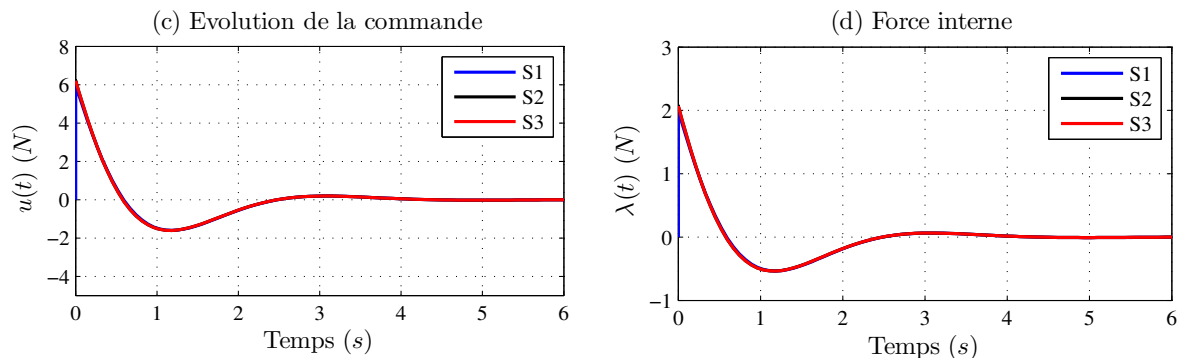 (c) Evolution de la commande
8
6
4
2
0
−2
−4
0 1 2 3 4 5 6
u(t) (N)
Temps (s)
S1
S2
S3
(d) Force interne
3
2
1
0
−1
0 1 2 3 4 5 6
λ(t) (N)
Temps (s)
S1
S2
S3